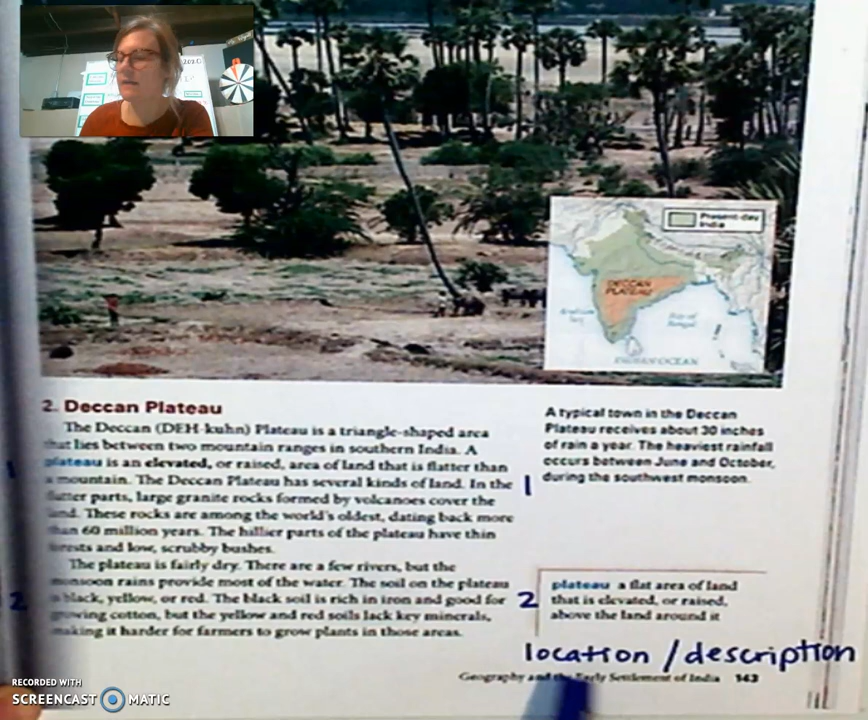 Present-day
India
DECCAN
PLATEAU
Arabian
Sea
Bay of
Bengal
INDIAN OCEAN
2. Deccan Plateau
The Deccan (DEH-kuhn) Plateau is a triangle-shaped area
that lies between two mountain ranges in southern India. A
plateau is an elevated, or raised, area of land that is flatter than
a mountain. The Deccan Plateau has several kinds of land. In the
flatter parts, large granite rocks formed by volcanoes cover the
land. These rocks are among the world's oldest, dating back more
than 60 million years. The hillier parts of the plateau have thin
forests and low, scrubby bushes.
The plateau is fairly dry. There are a few rivers, but the
monsoon rains provide most of the water. The soil on the plateau
is black, yellow, or red. The black soil is rich in iron and good for
growing cotton, but the yellow and red soils lack key minerals,
making it harder for farmers to grow plants in those areas.
1
2
A typical town in the Deccan
Plateau receives about 30 inches
of rain a year. The heaviest rainfall
occurs between June and October,
during the southwest monsoon.
1
plateau a flat area of land
that is elevated, or raised,
above the land around it
2
location / description
Geography and the Early Settlement of India 143
RECORDED WITH
SCREENCAST MATIC